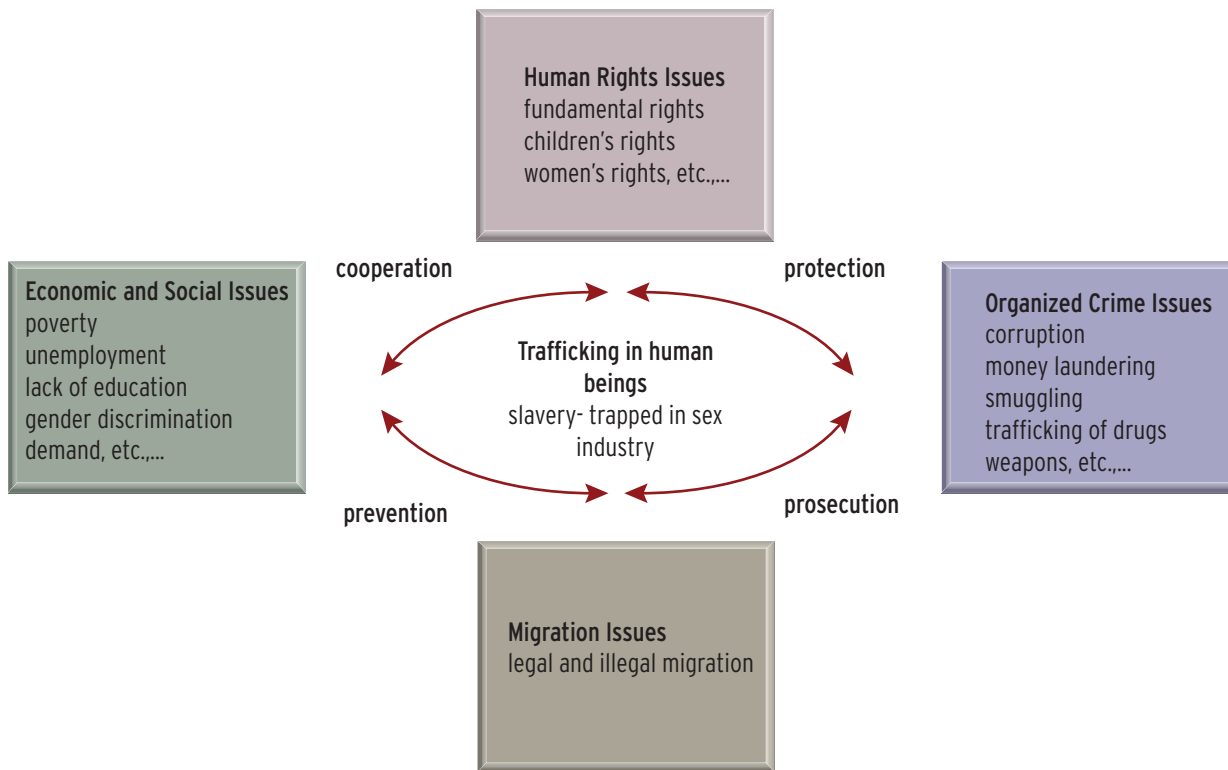 Human Rights Issues
fundamental rights
children's rights
women's rights, etc.,...
cooperation
protection
Economic and Social Issues
poverty
unemployment
lack of education
gender discrimination
demand, etc.,...
Trafficking in human
beings
slavery- trapped in sex
industry
Organized Crime Issues
corruption
money laundering
smuggling
trafficking of drugs
weapons, etc.,...
prevention
prosecution
Migration Issues
legal and illegal migration